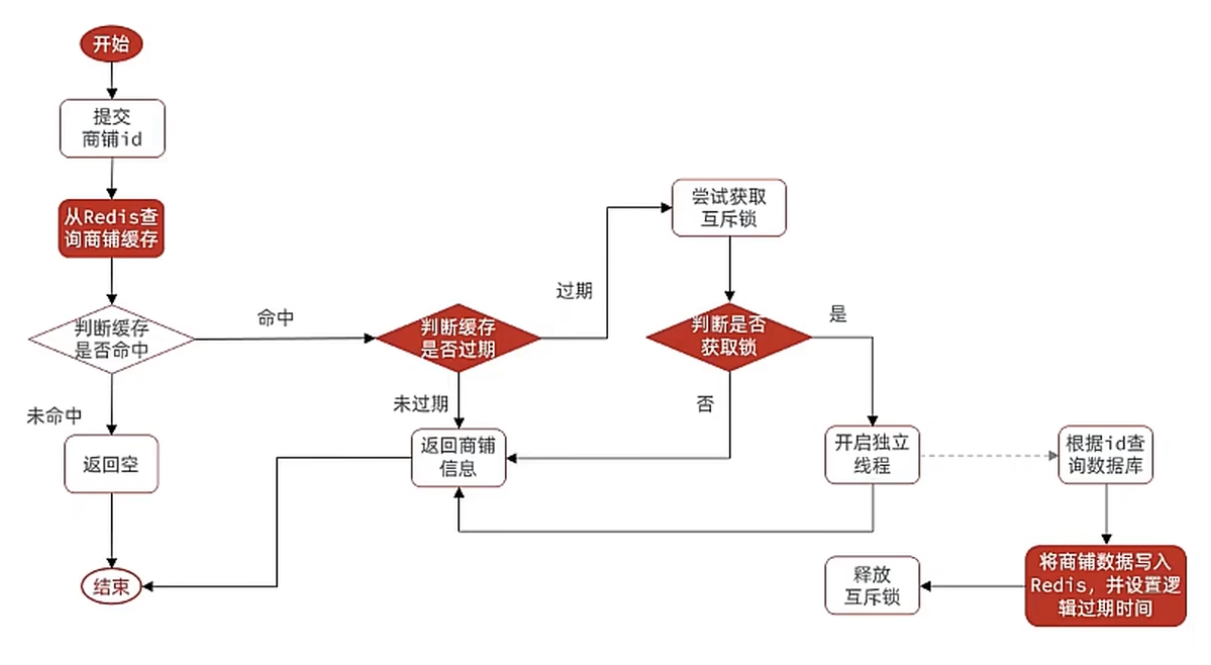 开始
提交
商铺id
从Redis查
询商铺缓存
判断缓存
是否命中
命中
未命中
返回空
结束
判断缓存
是否过期
过期
未过期
返回商铺
信息
尝试获取
互斥锁
判断是否
获取锁
是
否
开启独立
线程
根据id查
询数据库
将商铺数据写入
Redis，并设置逻
辑过期时间
释放
互斥锁